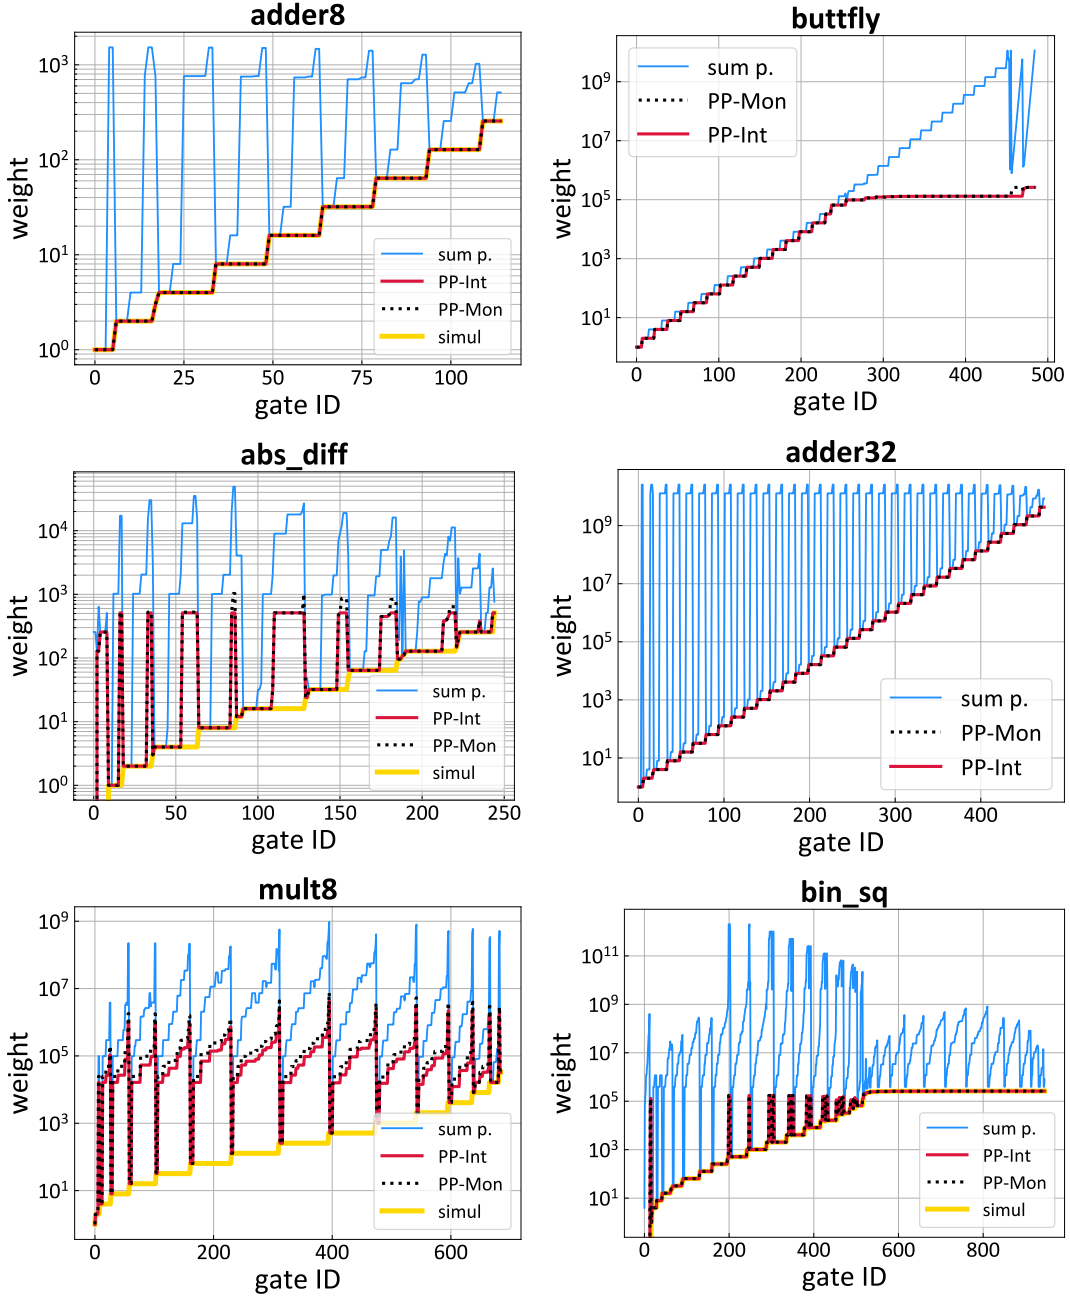 adder8
weight
10³
10²
10¹
10⁰
sum p.
PP-Int
PP-Mon
simul
0 25 50 75 100
gate ID
buttfly
weight
10⁹
10⁷
10⁵
10³
10¹
sum p.
PP-Mon
PP-Int
0 100 200 300 400 500
gate ID
abs_diff
weight
10⁴
10³
10²
10¹
10⁰
sum p.
PP-Int
PP-Mon
simul
0 50 100 150 200 250
gate ID
adder32
weight
10⁹
10⁷
10⁵
10³
10¹
sum p.
PP-Mon
PP-Int
0 100 200 300 400
gate ID
mult8
weight
10⁹
10⁷
10⁵
10³
10¹
sum p.
PP-Int
PP-Mon
simul
0 200 400 600
gate ID
bin_sq
weight
10¹¹
10⁹
10⁷
10⁵
10³
10¹
sum p.
PP-Int
PP-Mon
simul
0 200 400 600 800
gate ID